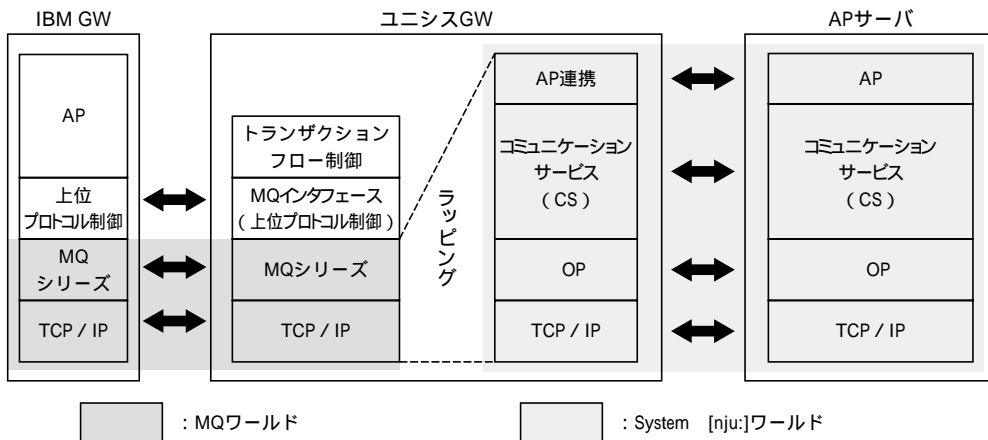 IBM GW
ユニシスGW
APサーバ
AP
上位
プロトコル制御
MQ
シリーズ
TCP / IP
トランザクション
フロー制御
MQインタフェース
（上位プロトコル制御）
MQシリーズ
TCP / IP
ラッピング
AP連携
コミュニケーション
サービス
（CS）
OP
TCP / IP
AP
コミュニケーション
サービス
（CS）
OP
TCP / IP
：MQワールド
：System [nju:]ワールド